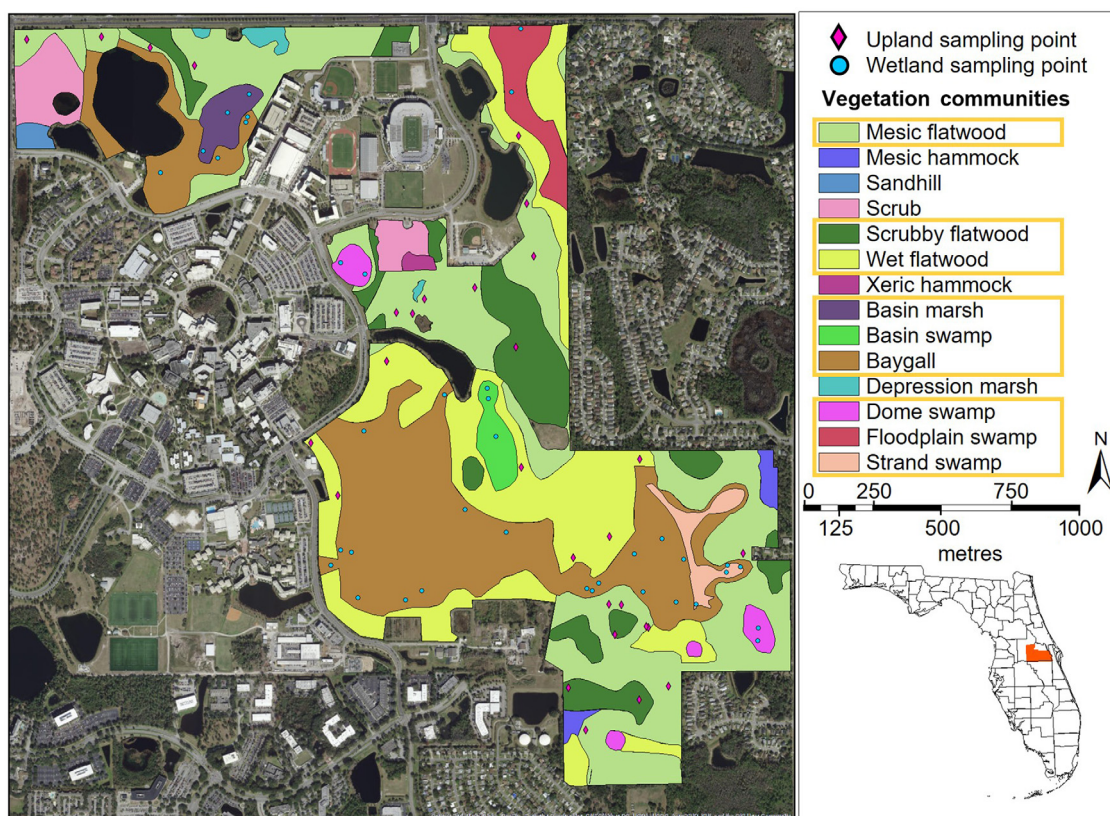 Upland sampling point
Wetland sampling point
Vegetation communities
Mesic flatwood
Mesic hammock
Sandhill
Scrub
Scrubby flatwood
Wet flatwood
Xeric hammock
Basin marsh
Basin swamp
Baygall
Depression marsh
Dome swamp
Floodplain swamp
Strand swamp
N
0 250 750
125 500 1000
metres